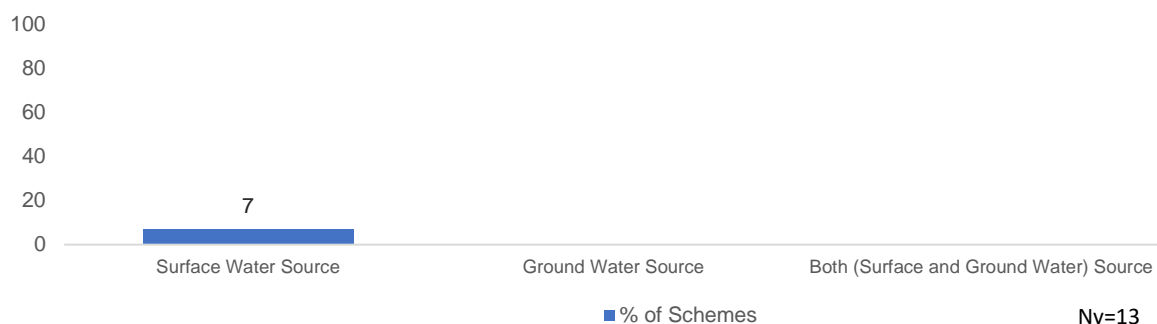 100
80
60
40
20
0
7
Surface Water Source
Ground Water Source
Both (Surface and Ground Water) Source
% of Schemes
Nv=13